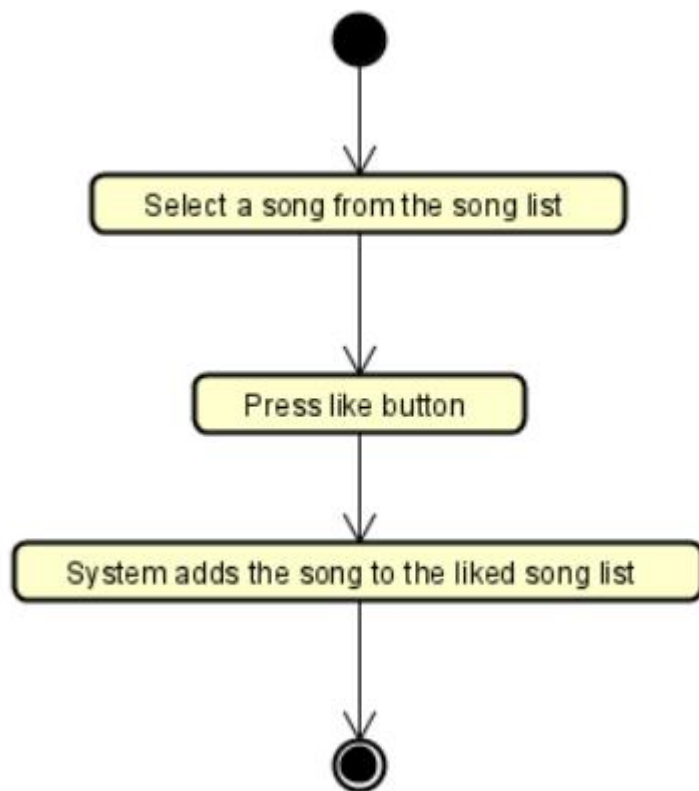 Select a song from the song list
Press like button
System adds the song to the liked song list